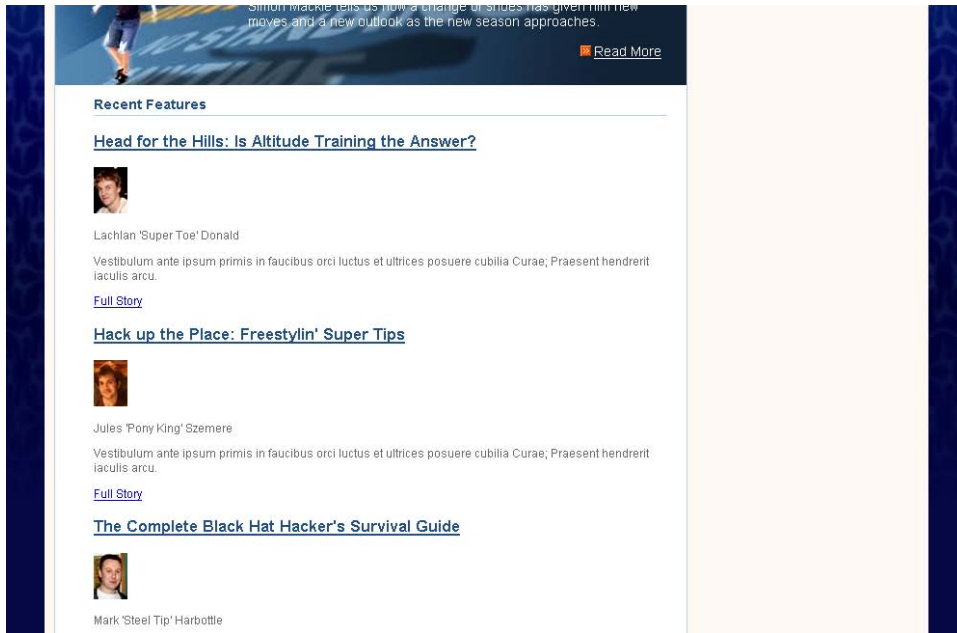 Simon Mackie tells us how a change of shoes has given him new
moves and a new outlook as the new season approaches.
Read More
Recent Features
Head for the Hills: Is Altitude Training the Answer?
Lachlan 'Super Toe' Donald
Vestibulum ante ipsum primis in faucibus orci luctus et ultrices posuere cubilia Curae; Praesent hendrerit
iaculis arcu.
Full Story
Hack up the Place: Freestylin' Super Tips
Jules 'Pony King' Szemere
Vestibulum ante ipsum primis in faucibus orci luctus et ultrices posuere cubilia Curae; Praesent hendrerit
iaculis arcu.
Full Story
The Complete Black Hat Hacker's Survival Guide
Mark 'Steel Tip' Harbottle